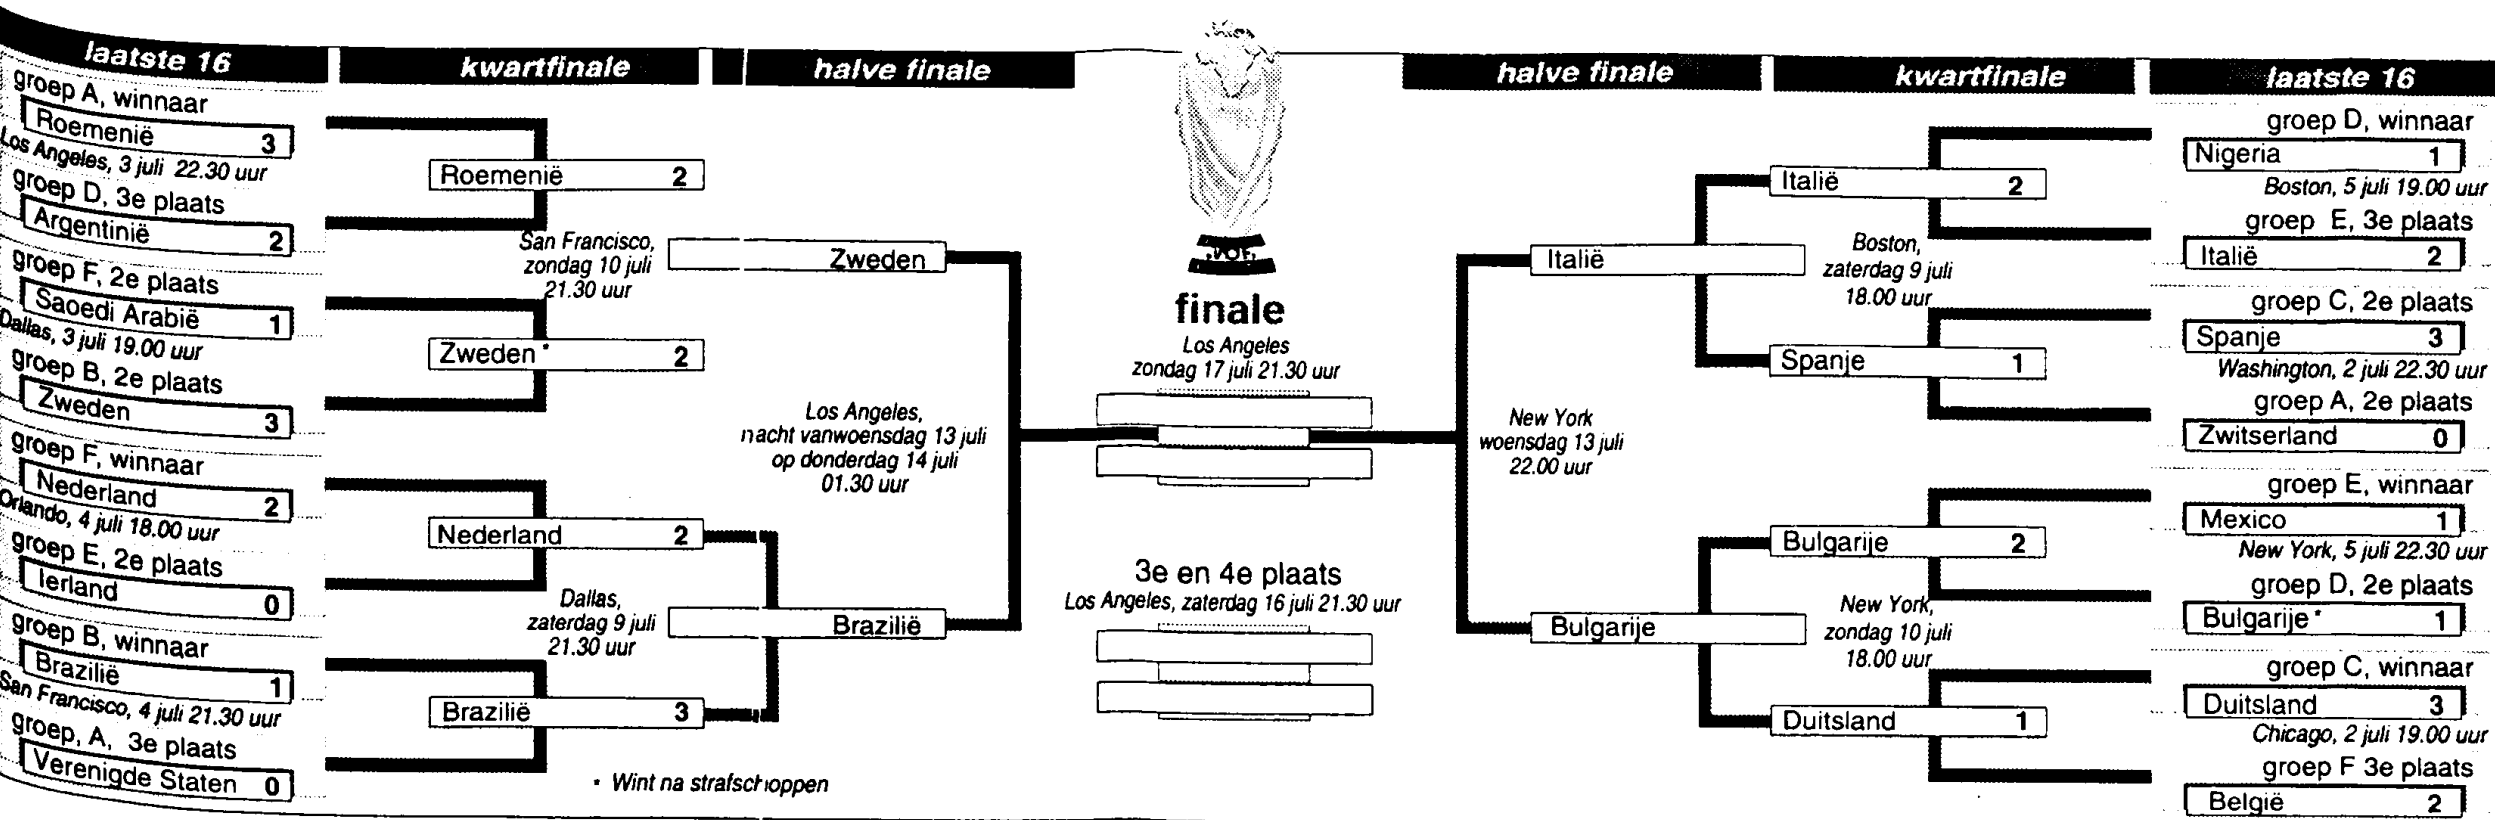 laatste 16
groep A, winnaar
Roemenië 3
Los Angeles, 3 juli 22.30 uur
groep D, 3e plaats
Argentinië 2
groep F, 2e plaats
Saoedi Arabië 1
Dallas, 3 juli 19.00 uur
groep B, 2e plaats
Zweden 3
groep F, winnaar
Nederland 2
Orlando, 4 juli 18.00 uur
groep E, 2e plaats
Ierland 0
groep B, winnaar
Brazilië 1
San Francisco, 4 juli 21.30 uur
groep, A, 3e plaats
Verenigde Staten 0
kwartfinale
Roemenië 2
San Francisco,
zondag 10 juli
21.30 uur
Zweden * 2
Nederland 2
Dallas,
zaterdag 9 juli
21.30 uur
Brazilië 3
* Wint na strafschoppen
halve finale
Zweden
Los Angeles,
nacht vanwoensdag 13 juli
op donderdag 14 juli
01.30 uur
Brazilië
finale
Los Angeles
zondag 17 juli 21.30 uur
3e en 4e plaats
Los Angeles, zaterdag 16 juli 21.30 uur
halve finale
Italië
New York
woensdag 13 juli
22.00 uur
Bulgarije
kwartfinale
Italië 2
Boston,
zaterdag 9 juli
18.00 uur
Spanje 1
Bulgarije 2
New York,
zondag 10 juli
18.00 uur
Duitsland 1
laatste 16
groep D, winnaar
Nigeria 1
Boston, 5 juli 19.00 uur
groep E, 3e plaats
Italië 2
groep C, 2e plaats
Spanje 3
Washington, 2 juli 22.30 uur
groep A, 2e plaats
Zwitserland 0
groep E, winnaar
Mexico 1
New York, 5 juli 22.30 uur
groep D, 2e plaats
Bulgarije * 1
groep C, winnaar
Duitsland 3
Chicago, 2 juli 19.00 uur
groep F 3e plaats
België 2